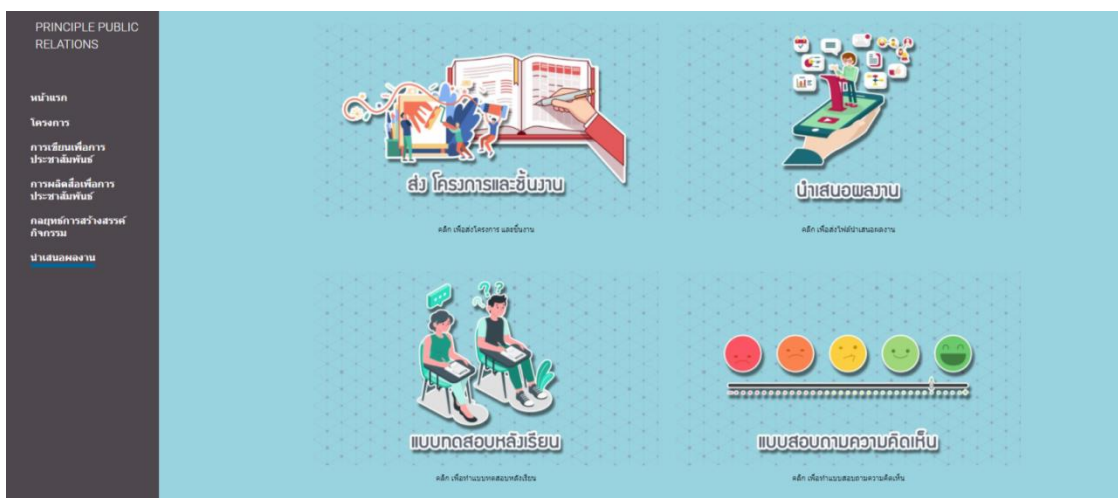 PRINCIPLE PUBLIC
RELATIONS
หน้าแรก
โครงการ
การเขียนเพื่อการ
ประชาสัมพันธ์
การผลิตสื่อเพื่อการ
ประชาสัมพันธ์
กลยุทธ์การสร้างสรรค์
กิจกรรม
นำเสนอผลงาน
ส่ง โครงการและชิ้นงาน
คลิก เพื่อส่งโครงการ และชิ้นงาน
นำเสนอผลงาน
คลิก เพื่อส่งไฟล์นำเสนอผลงาน
แบบทดสอบหลังเรียน
คลิก เพื่อทำแบบทดสอบหลังเรียน
แบบสอบถามความคิดเห็น
คลิก เพื่อทำแบบสอบถามความคิดเห็น